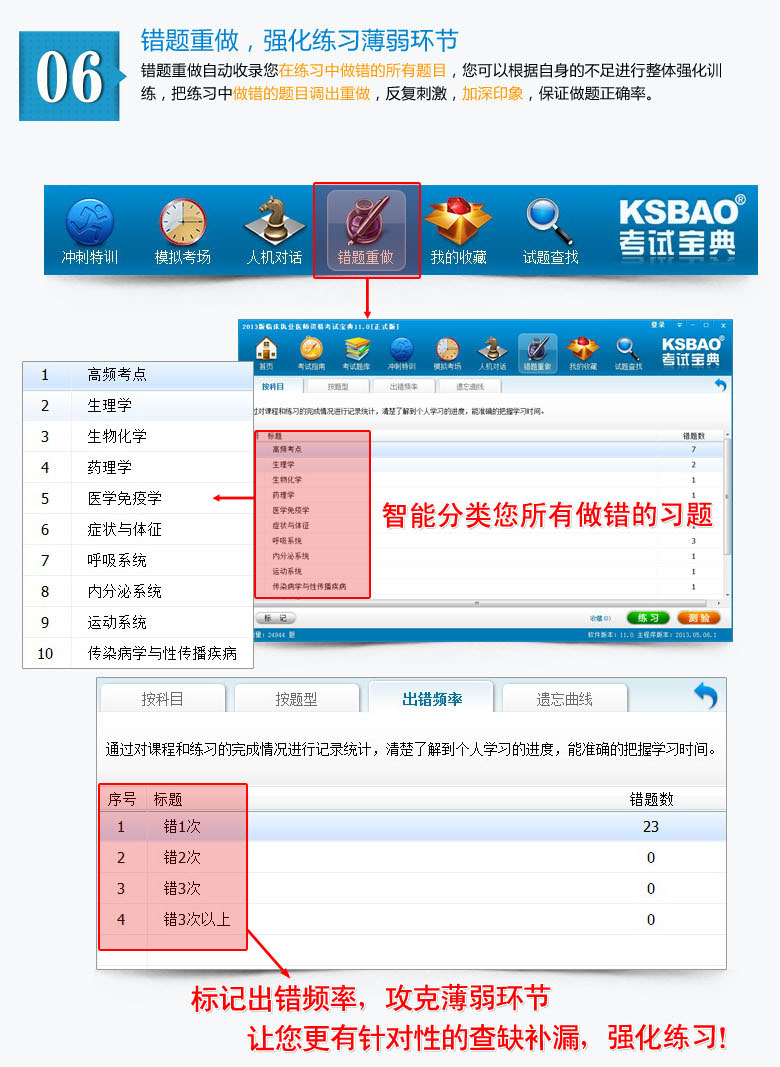 06
错题重做，强化练习薄弱环节
错题重做自动收录您在练习中做错的所有题目，您可以根据自身的不足进行整体强化训
练，把练习中做错的题目调出重做，反复刺激，加深印象，保证做题正确率。
冲刺特训 模拟考场 人机对话 错题重做 我的收藏 试题查找
KSBAO®
考试宝典
2013版临床执业医师资格考试宝典11.0[正式版] 登录
首页 考试指南 考试题库 冲刺特训 模拟考场 人机对话 错题重做 我的收藏 试题查找
KSBAO®
考试宝典
按科目 按题型 出错频率 遗忘曲线
过对课程和练习的完成情况进行记录统计，清楚了解到个人学习的进度，能准确的把握学习时间。
标题 错题数
高频考点 7
生理学 2
生物化学 1
药理学 1
医学免疫学
症状与体征
呼吸系统 3
内分泌系统 1
运动系统 1
传染病学与性传播疾病 1
标 记 收藏(0) 练 习 测 验
量：24944 题 软件版本：11.0 主程序版本：2013.05.06.1
1 高频考点
2 生理学
3 生物化学
4 药理学
5 医学免疫学
6 症状与体征
7 呼吸系统
8 内分泌系统
9 运动系统
10 传染病学与性传播疾病
智能分类您所有做错的习题
按科目 按题型 出错频率 遗忘曲线
通过对课程和练习的完成情况进行记录统计，清楚了解到个人学习的进度，能准确的把握学习时间。
序号 标题 错题数
1 错1次 23
2 错2次 0
3 错3次 0
4 错3次以上 0
标记出错频率，攻克薄弱环节
让您更有针对性的查缺补漏，强化练习!